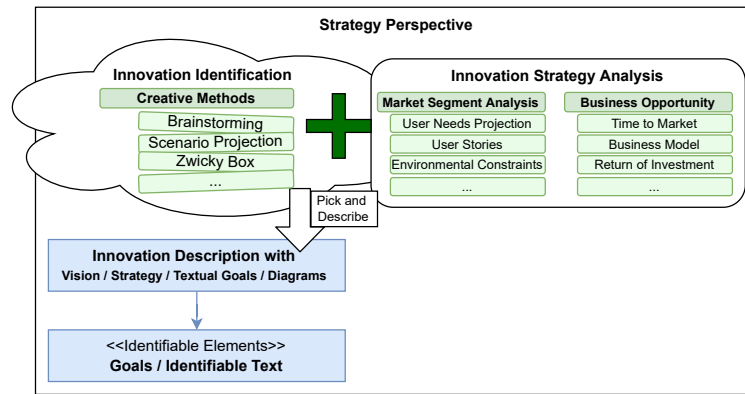 Strategy Perspective
Innovation Identification
Creative Methods
Brainstorming
Scenario Projection
Zwicky Box
...
Innovation Strategy Analysis
Market Segment Analysis
User Needs Projection
User Stories
Environmental Constraints
...
Business Opportunity
Time to Market
Business Model
Return of Investment
...
Pick and
Describe
Innovation Description with
Vision / Strategy / Textual Goals / Diagrams
<<Identifiable Elements>>
Goals / Identifiable Text